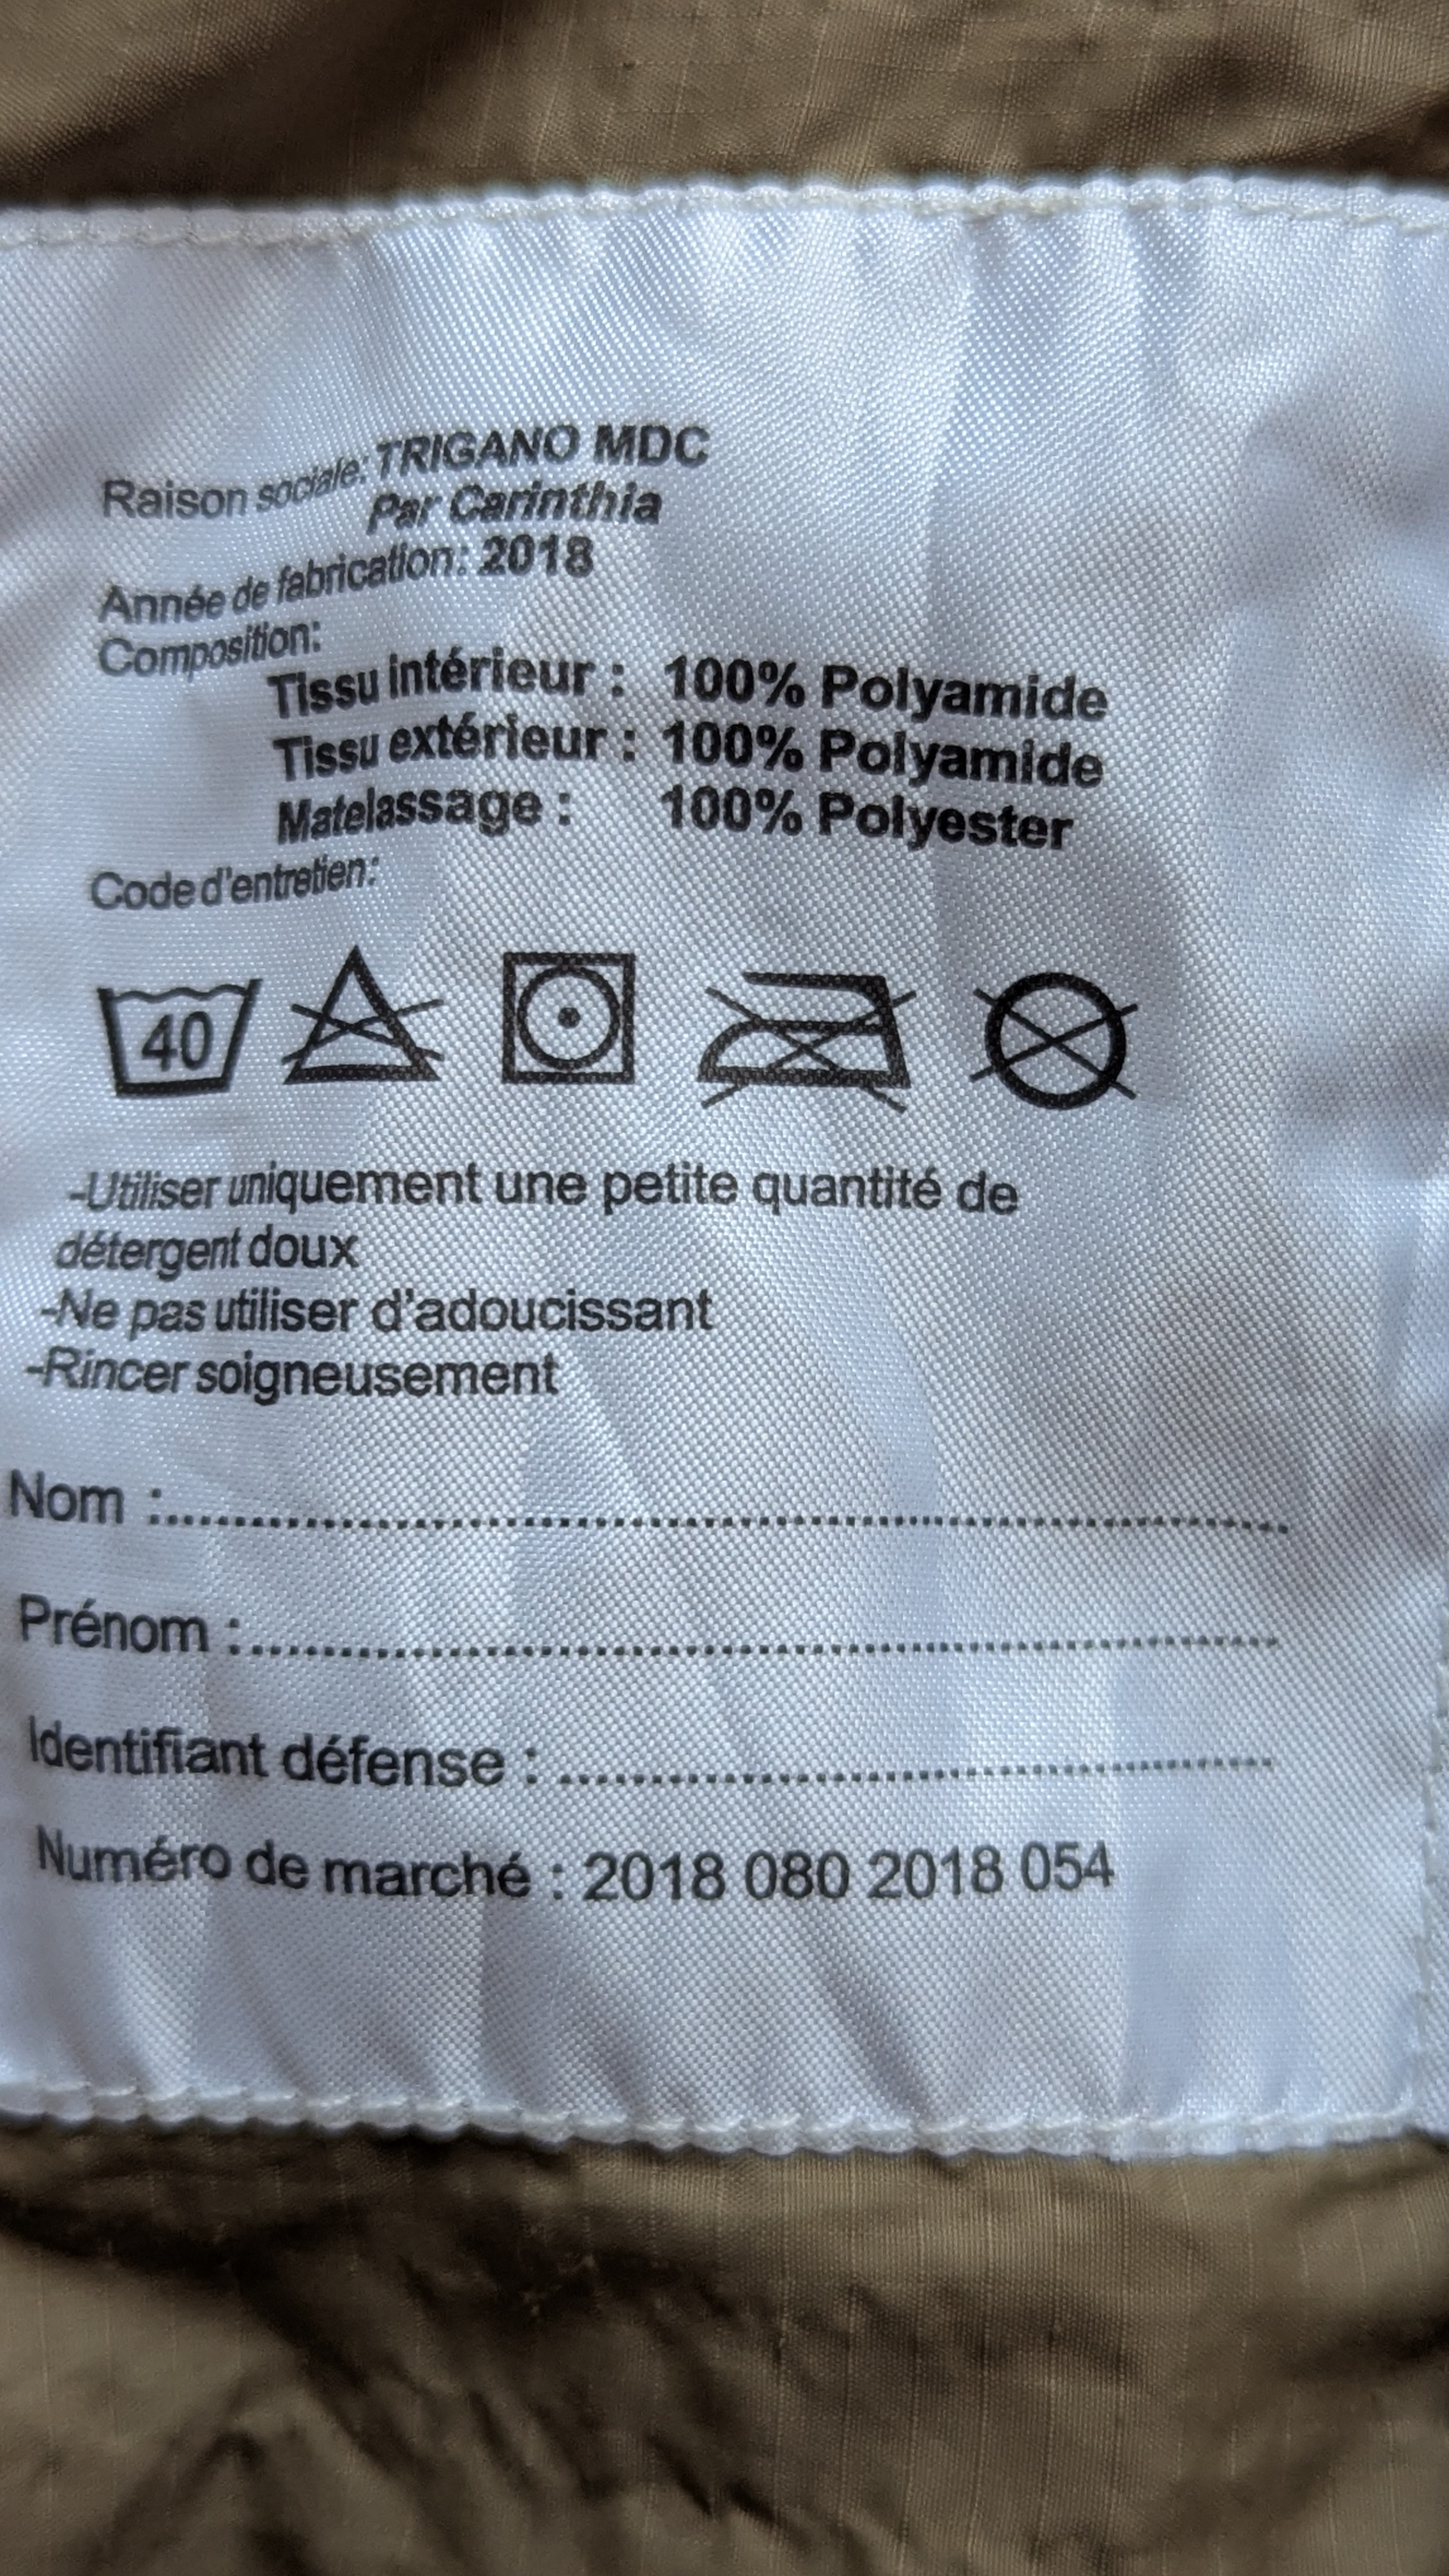 Raison sociale: TRIGANO MDC
Par Carinthia
Année de fabrication: 2018
Composition:
Tissu intérieur : 100% Polyamide
Tissu extérieur : 100% Polyamide
Matelassage : 100% Polyester
Code d'entretien:
40
-Utiliser uniquement une petite quantité de
détergent doux
-Ne pas utiliser d'adoucissant
-Rincer soigneusement
Nom :
Prénom :
Identifiant défense :
Numéro de marché : 2018 080 2018 054